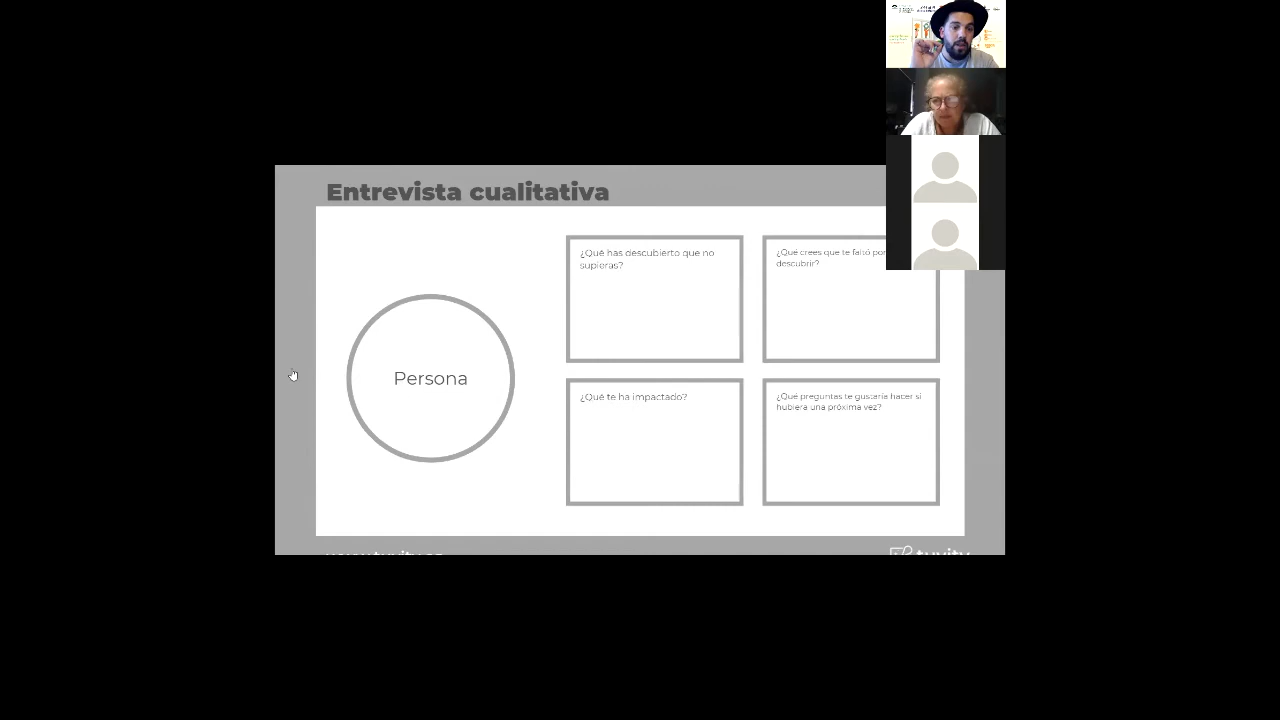 Entrevista cualitativa
¿Qué has descubierto que no
supieras?
¿Qué crees que te faltó por
descubrir?
Persona
¿Qué te ha impactado?
¿Qué preguntas te gustaría hacer si
hubiera una próxima vez?
tuvity